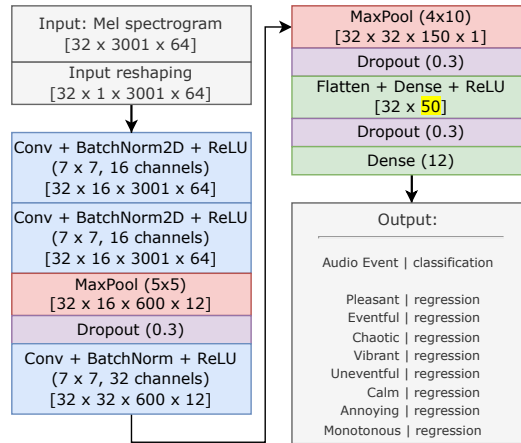 Input: Mel spectrogram
[32 x 3001 x 64]
Input reshaping
[32 x 1 x 3001 x 64]
Conv + BatchNorm2D + ReLU
(7 x 7, 16 channels)
[32 x 16 x 3001 x 64]
Conv + BatchNorm2D + ReLU
(7 x 7, 16 channels)
[32 x 16 x 3001 x 64]
MaxPool (5x5)
[32 x 16 x 600 x 12]
Dropout (0.3)
Conv + BatchNorm + ReLU
(7 x 7, 32 channels)
[32 x 32 x 600 x 12]
MaxPool (4x10)
[32 x 32 x 150 x 1]
Dropout (0.3)
Flatten + Dense + ReLU
[32 x 50]
Dropout (0.3)
Dense (12)
Output:
Audio Event | classification
Pleasant | regression
Eventful | regression
Chaotic | regression
Vibrant | regression
Uneventful | regression
Calm | regression
Annoying | regression
Monotonous | regression